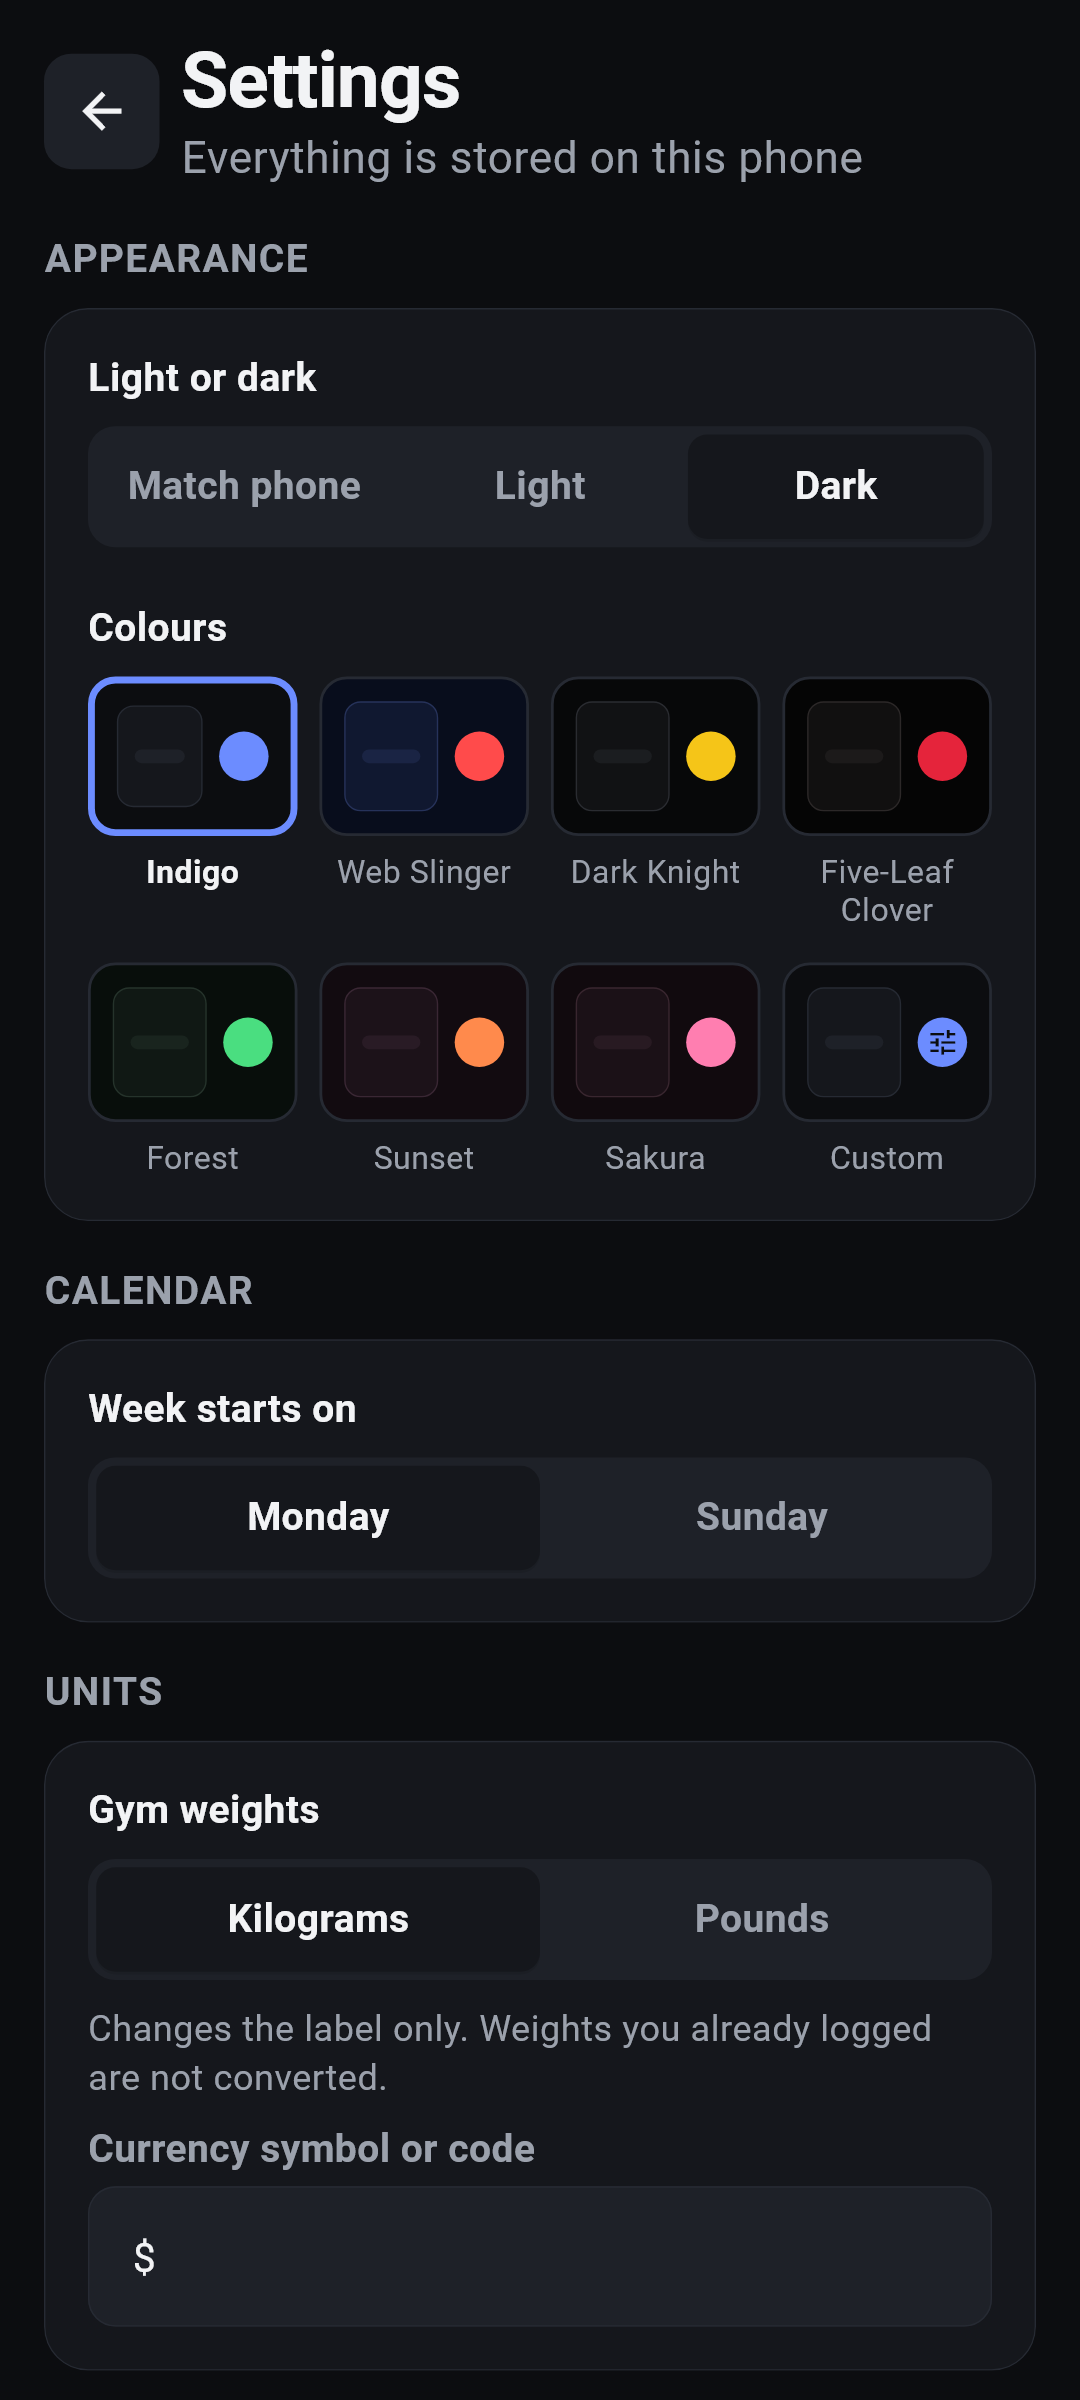 Settings
Everything is stored on this phone
APPEARANCE
Light or dark
Match phone Light Dark
Colours
Indigo Web Slinger Dark Knight Five-Leaf
Clover
Forest Sunset Sakura Custom
CALENDAR
Week starts on
Monday Sunday
UNITS
Gym weights
Kilograms Pounds
Changes the label only. Weights you already logged
are not converted.
Currency symbol or code
$